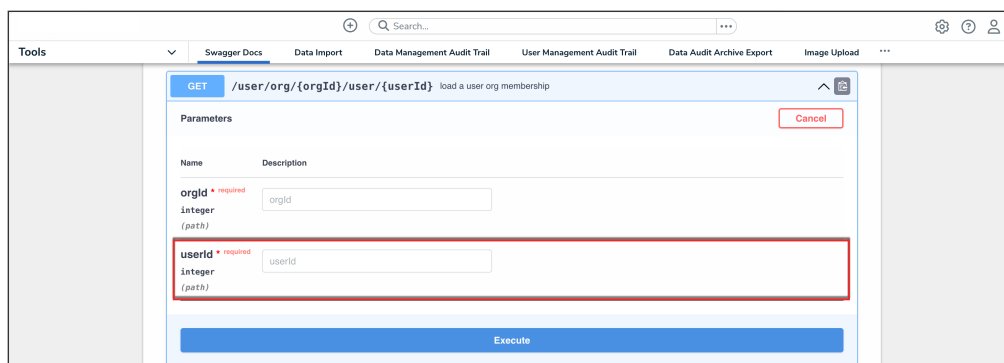 Search...
Tools Swagger Docs Data Import Data Management Audit Trail User Management Audit Trail Data Audit Archive Export Image Upload
GET /user/org/{orgId}/user/{userId} load a user org membership
Parameters Cancel
Name Description
orgId * required
integer
(path)
orgId
userId * required
integer
(path)
userId
Execute